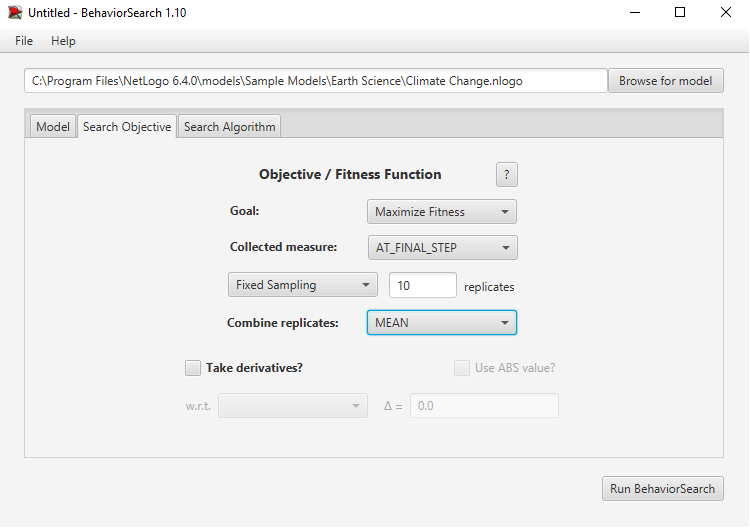 Untitled - BehaviorSearch 1.10
File Help
C:\Program Files\NetLogo 6.4.0\models\Sample Models\Earth Science\Climate Change.nlogo Browse for model
Model Search Objective Search Algorithm
Objective / Fitness Function ?
Goal: Maximize Fitness
Collected measure: AT_FINAL_STEP
Fixed Sampling 10 replicates
Combine replicates: MEAN
Take derivatives? Use ABS value?
w.r.t. Δ = 0.0
Run BehaviorSearch